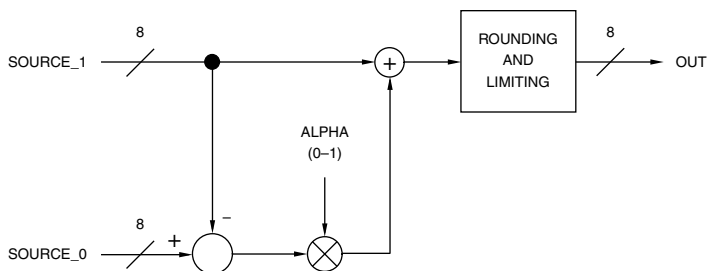 8
8
ROUNDING
AND
LIMITING
SOURCE_1
+
OUT
ALPHA
(0–1)
8
–
+
SOURCE_0